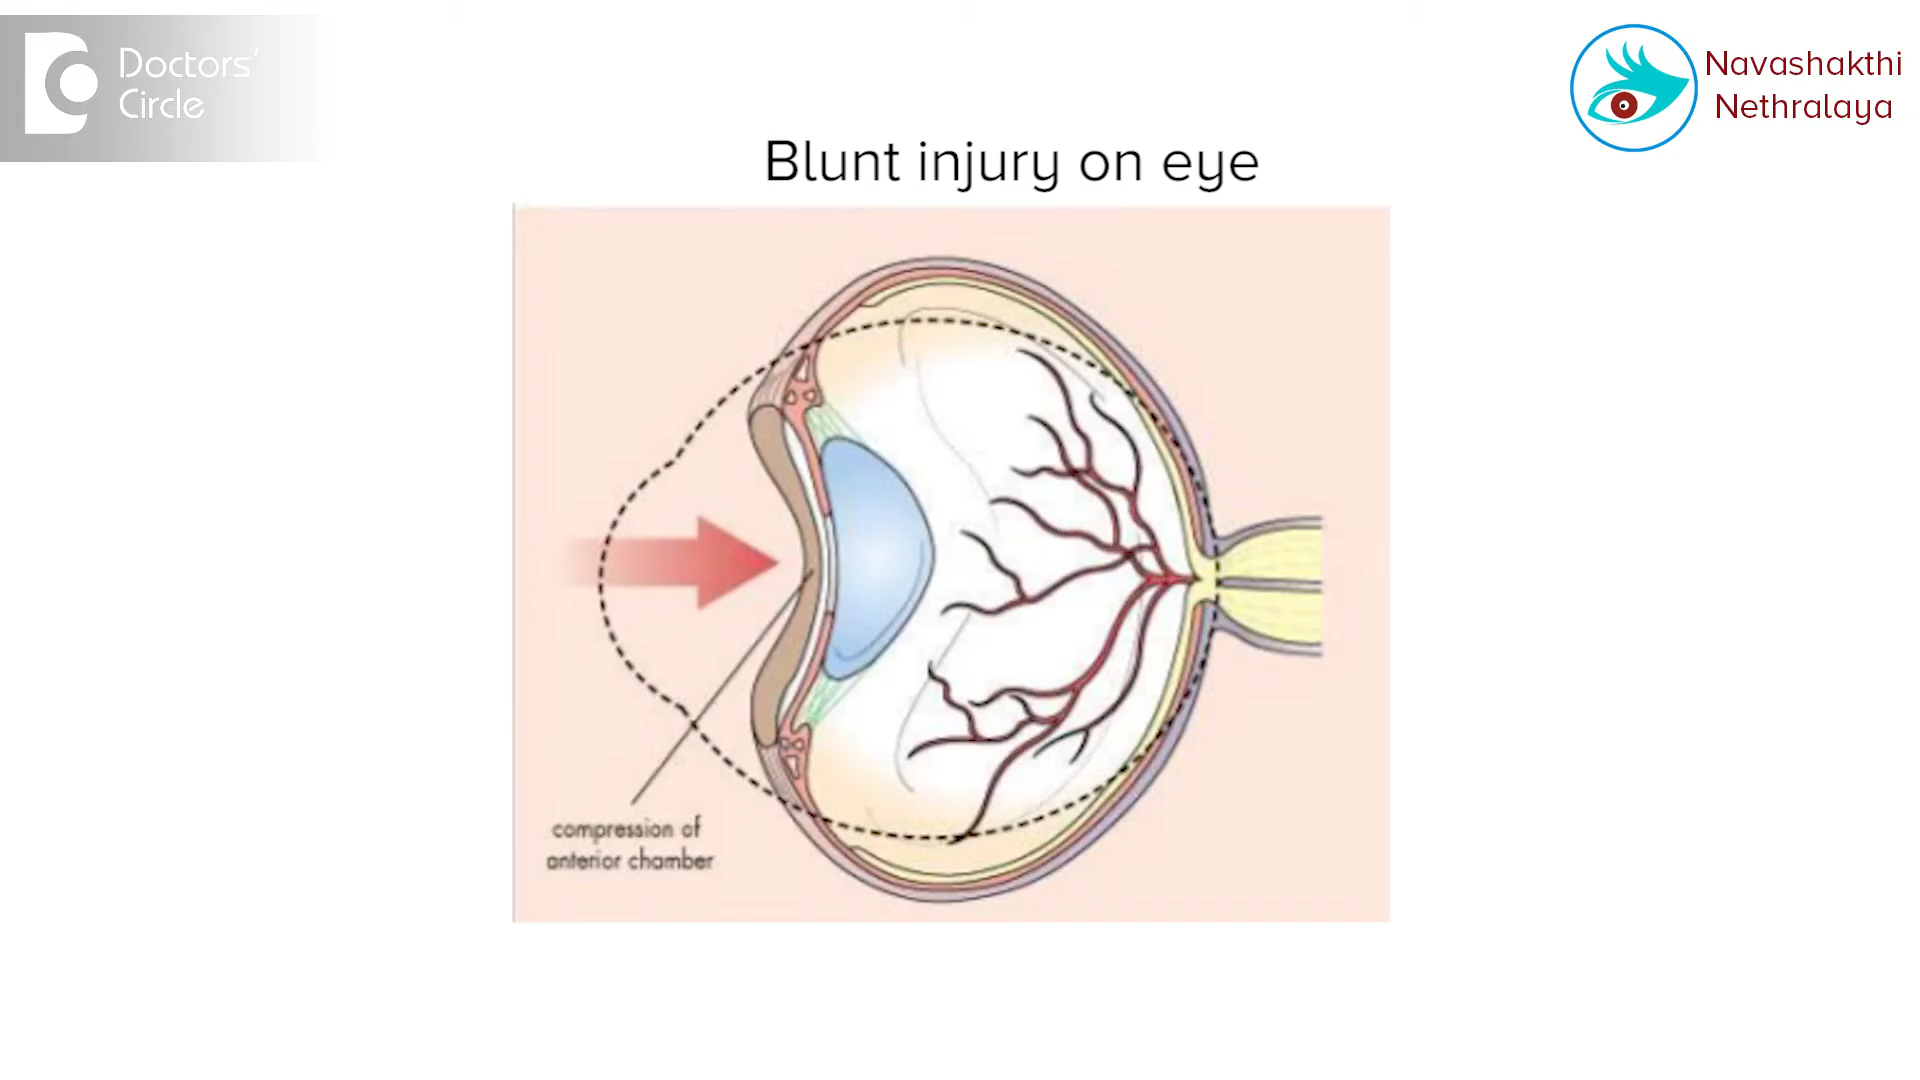 Doctors'
Circle
Navashakthi
Nethralaya
Blunt injury on eye
compression of
anterior chamber